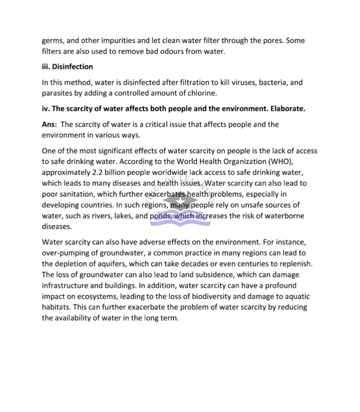 germs, and other impurities and let clean water filter through the pores. Some
filters are also used to remove bad odours from water.
iii. Disinfection
In this method, water is disinfected after filtration to kill viruses, bacteria, and
parasites by adding a controlled amount of chlorine.
iv. The scarcity of water affects both people and the environment. Elaborate.
Ans: The scarcity of water is a critical issue that affects people and the
environment in various ways.
One of the most significant effects of water scarcity on people is the lack of access
to safe drinking water. According to the World Health Organization (WHO),
approximately 2.2 billion people worldwide lack access to safe drinking water,
which leads to many diseases and health issues. Water scarcity can also lead to
poor sanitation, which further exacerbates health problems, especially in
developing countries. In such regions, many people rely on unsafe sources of
water, such as rivers, lakes, and ponds, which increases the risk of waterborne
diseases.
Water scarcity can also have adverse effects on the environment. For instance,
over-pumping of groundwater, a common practice in many regions can lead to
the depletion of aquifers, which can take decades or even centuries to replenish.
The loss of groundwater can also lead to land subsidence, which can damage
infrastructure and buildings. In addition, water scarcity can have a profound
impact on ecosystems, leading to the loss of biodiversity and damage to aquatic
habitats. This can further exacerbate the problem of water scarcity by reducing
the availability of water in the long term.